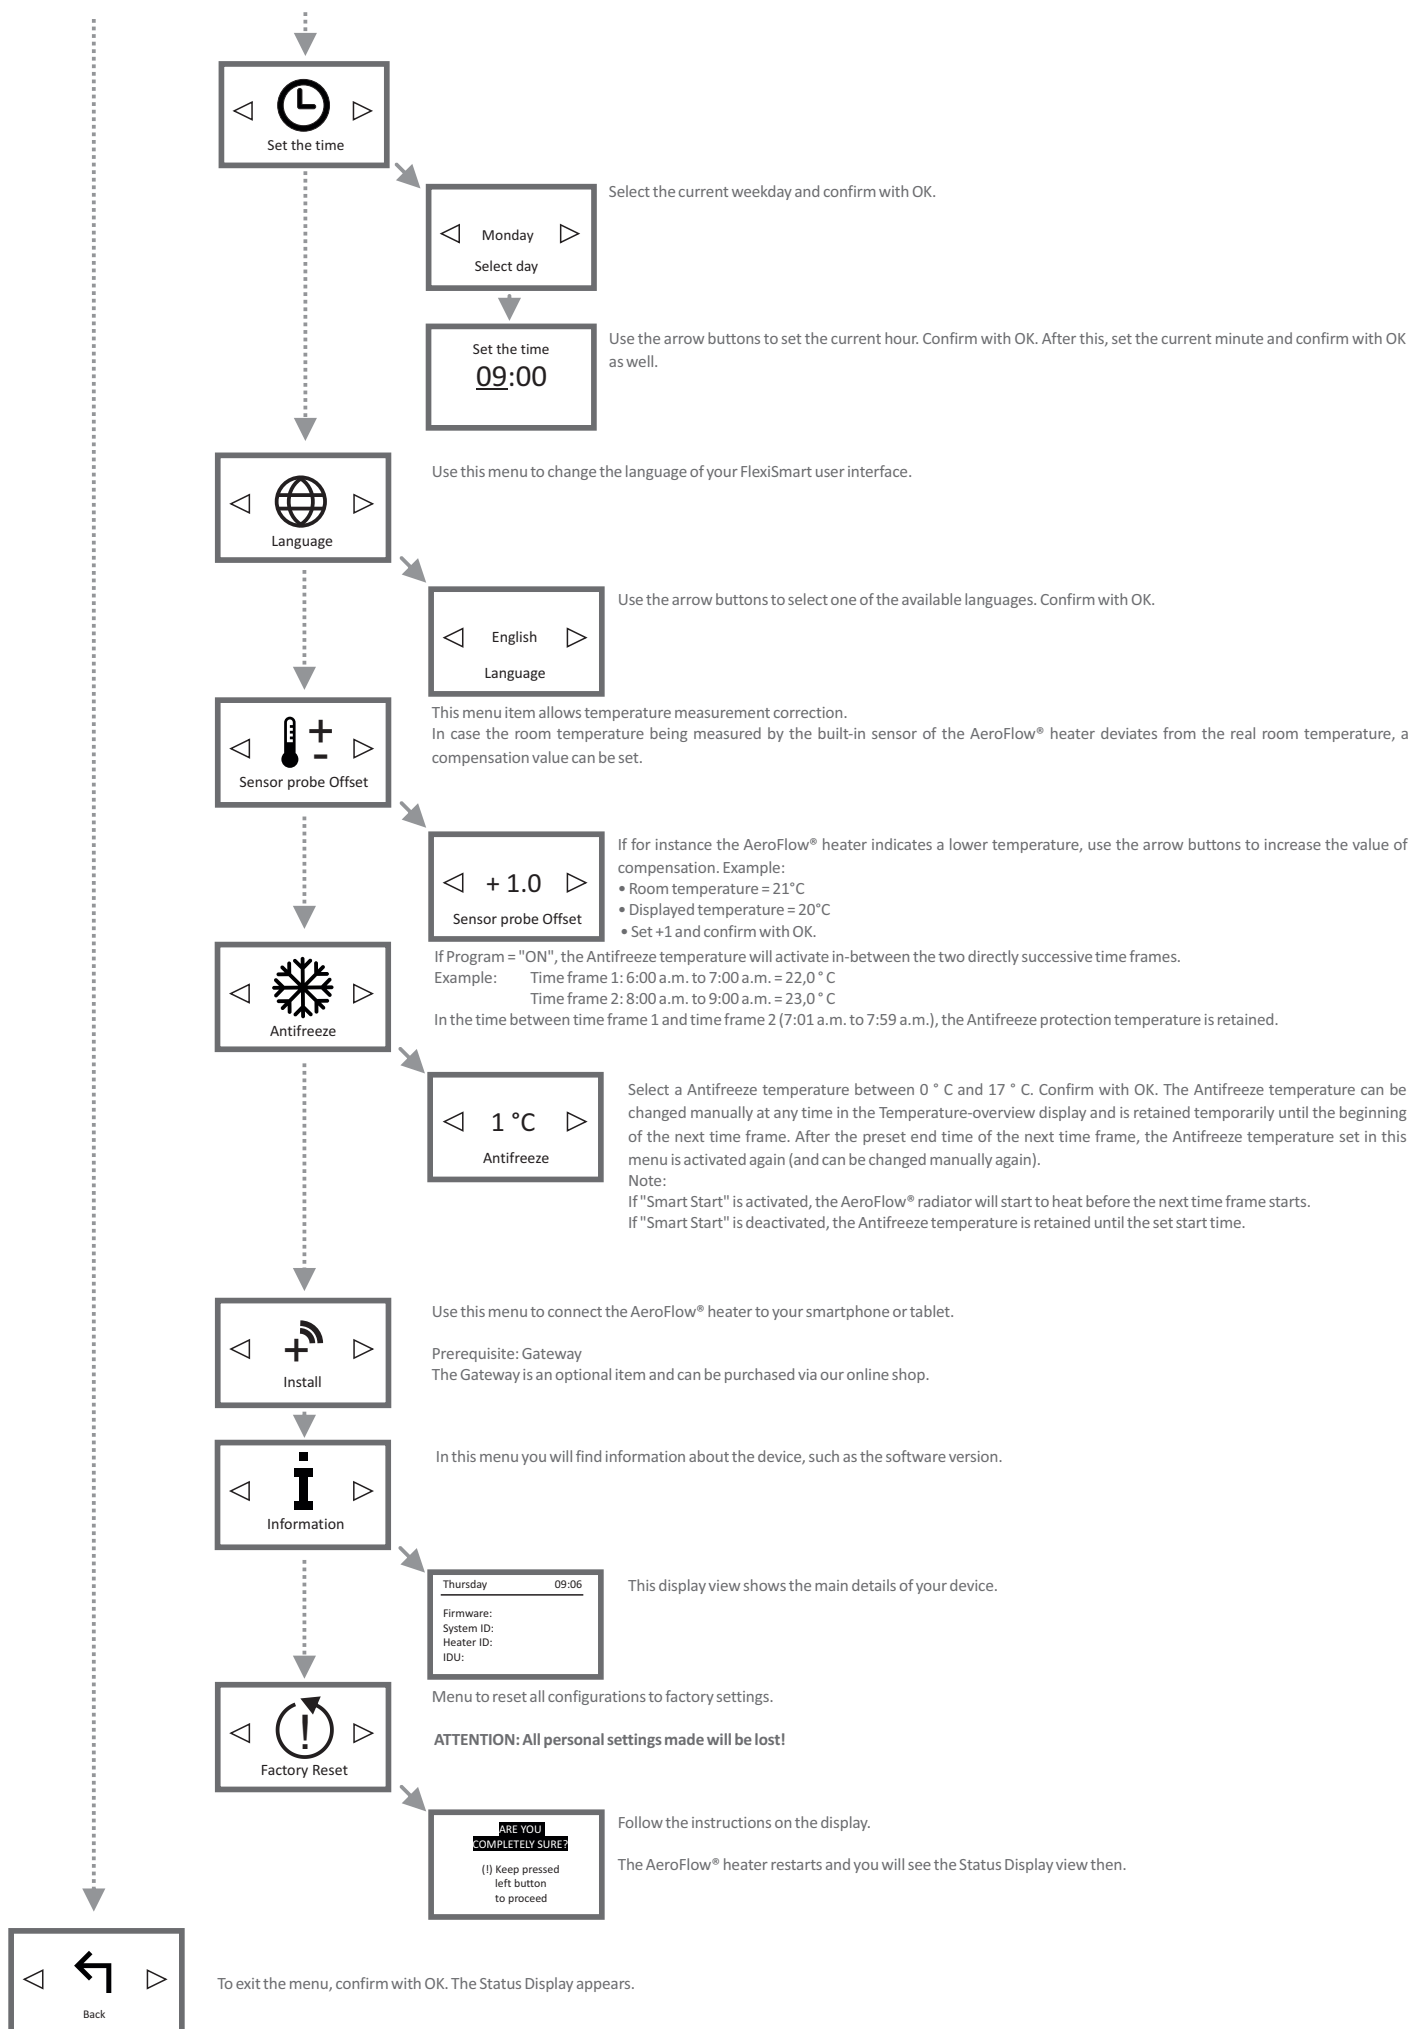 Set the time
Select the current weekday and confirm with OK.
Monday
Select day
Use the arrow buttons to set the current hour. Confirm with OK. After this, set the current minute and confirm with OK
as well.
Set the time
09:00
Use this menu to change the language of your FlexiSmart user interface.
Language
Use the arrow buttons to select one of the available languages. Confirm with OK.
English
Language
This menu item allows temperature measurement correction.
In case the room temperature being measured by the built-in sensor of the AeroFlow® heater deviates from the real room temperature, a
compensation value can be set.
+
-
Sensor probe Offset
If for instance the AeroFlow® heater indicates a lower temperature, use the arrow buttons to increase the value of
compensation. Example:
• Room temperature = 21°C
• Displayed temperature = 20°C
• Set +1 and confirm with OK.
+ 1.0
Sensor probe Offset
If Program = "ON", the Antifreeze temperature will activate in-between the two directly successive time frames.
Example: Time frame 1: 6:00 a.m. to 7:00 a.m. = 22,0 ° C
Time frame 2: 8:00 a.m. to 9:00 a.m. = 23,0 ° C
In the time between time frame 1 and time frame 2 (7:01 a.m. to 7:59 a.m.), the Antifreeze protection temperature is retained.
Antifreeze
Select a Antifreeze temperature between 0 ° C and 17 ° C. Confirm with OK. The Antifreeze temperature can be
changed manually at any time in the Temperature-overview display and is retained temporarily until the beginning
of the next time frame. After the preset end time of the next time frame, the Antifreeze temperature set in this
menu is activated again (and can be changed manually again).
Note:
If "Smart Start" is activated, the AeroFlow® radiator will start to heat before the next time frame starts.
If "Smart Start" is deactivated, the Antifreeze temperature is retained until the set start time.
1 °C
Antifreeze
Use this menu to connect the AeroFlow® heater to your smartphone or tablet.
Prerequisite: Gateway
The Gateway is an optional item and can be purchased via our online shop.
+
Install
In this menu you will find information about the device, such as the software version.
i
Information
This display view shows the main details of your device.
Thursday 09:06
Firmware:
System ID:
Heater ID:
IDU:
Menu to reset all configurations to factory settings.
ATTENTION: All personal settings made will be lost!
!
Factory Reset
Follow the instructions on the display.
The AeroFlow® heater restarts and you will see the Status Display view then.
ARE YOU
COMPLETELY SURE?
(!) Keep pressed
left button
to proceed
To exit the menu, confirm with OK. The Status Display appears.
Back